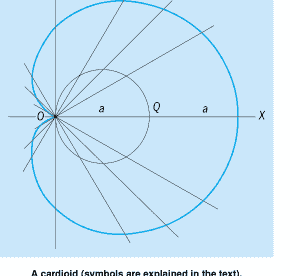 a
Q
a
O
X
A cardioid (symbols are explained in the text).